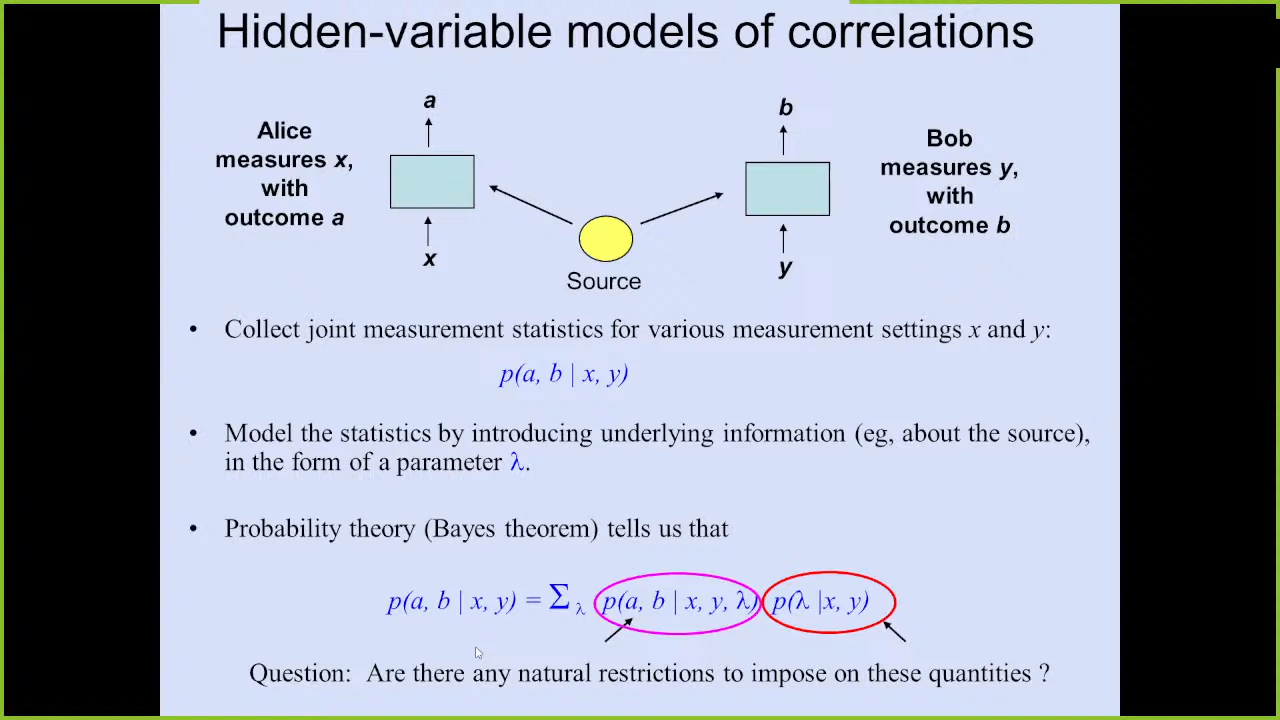 Hidden-variable models of correlations
a
b
Alice
measures x,
with
outcome a
Bob
measures y,
with
outcome b
x
y
Source
• Collect joint measurement statistics for various measurement settings x and y:
p(a, b | x, y)
• Model the statistics by introducing underlying information (eg, about the source),
in the form of a parameter λ.
• Probability theory (Bayes theorem) tells us that
p(a, b | x, y) = Σ λ p(a, b | x, y, λ) p(λ |x, y)
Question: Are there any natural restrictions to impose on these quantities ?